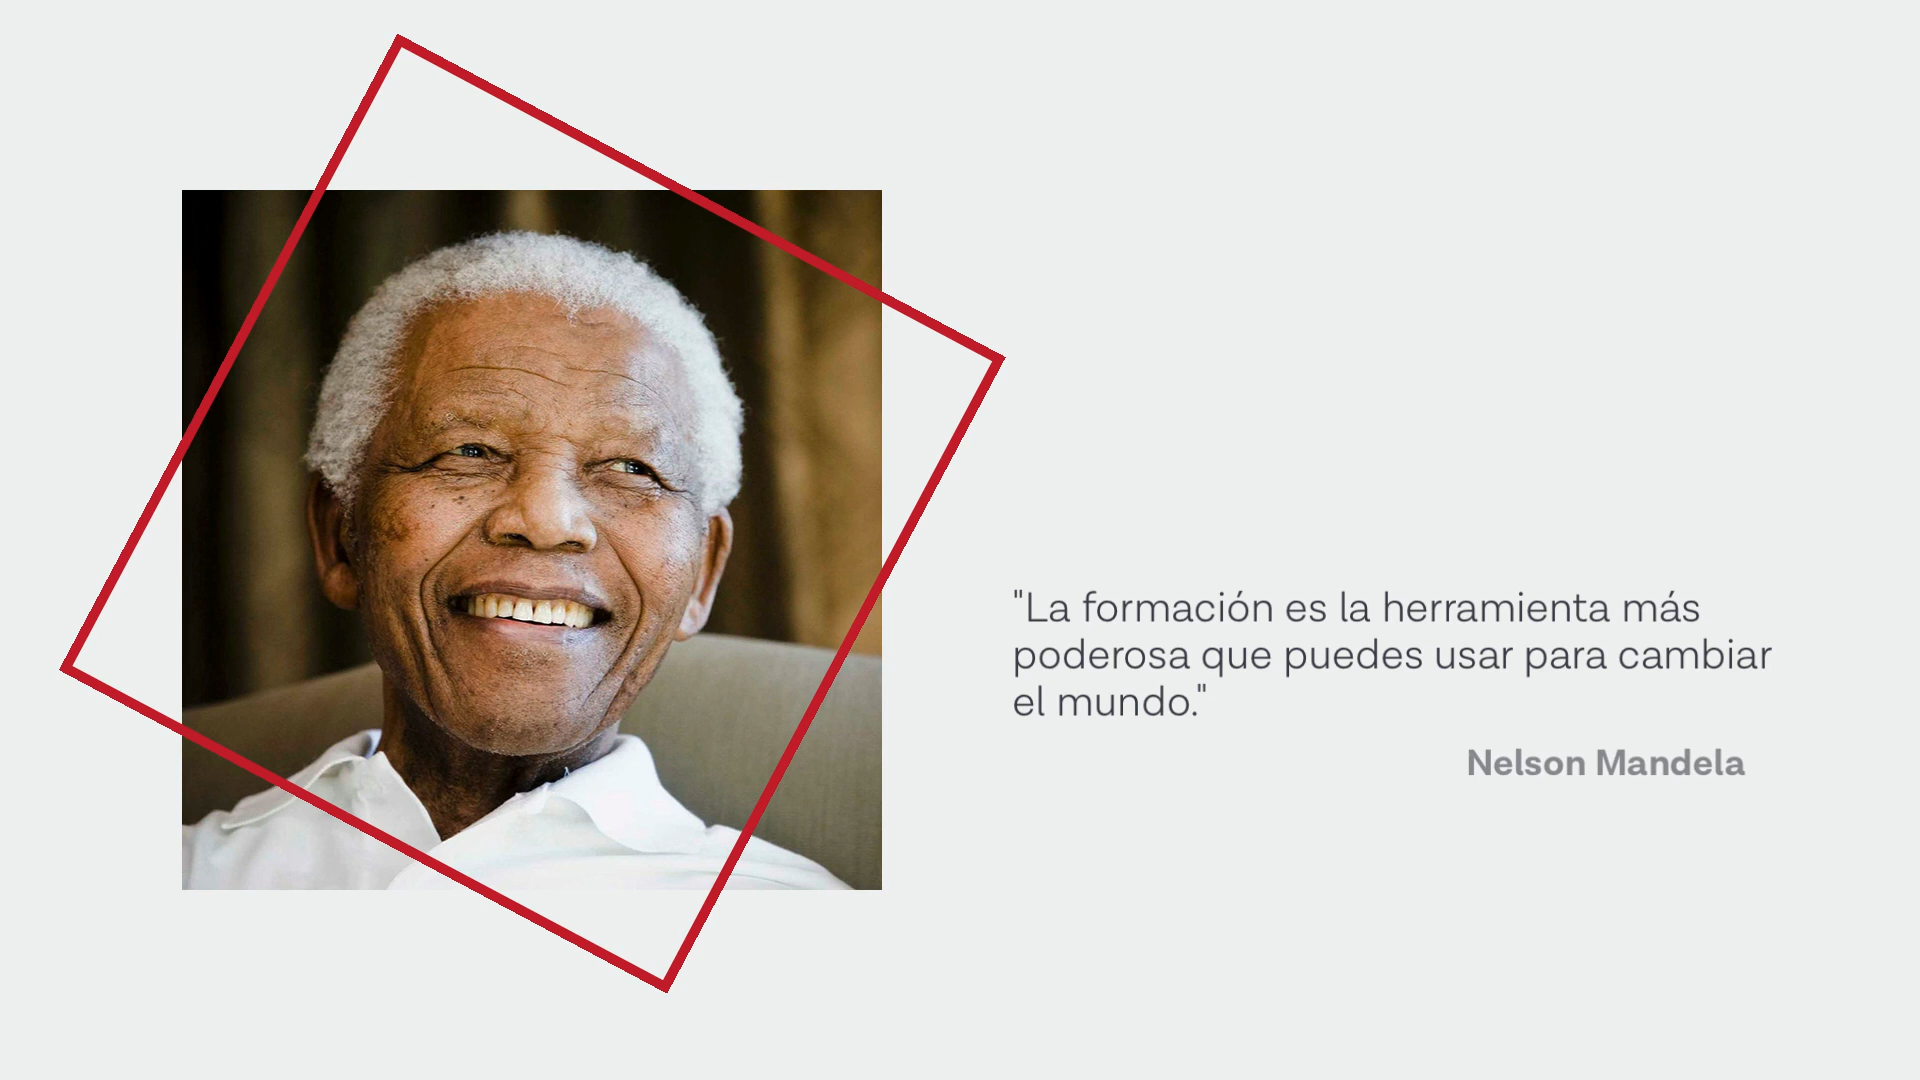 "La formación es la herramienta más
poderosa que puedes usar para cambiar
el mundo."
Nelson Mandela